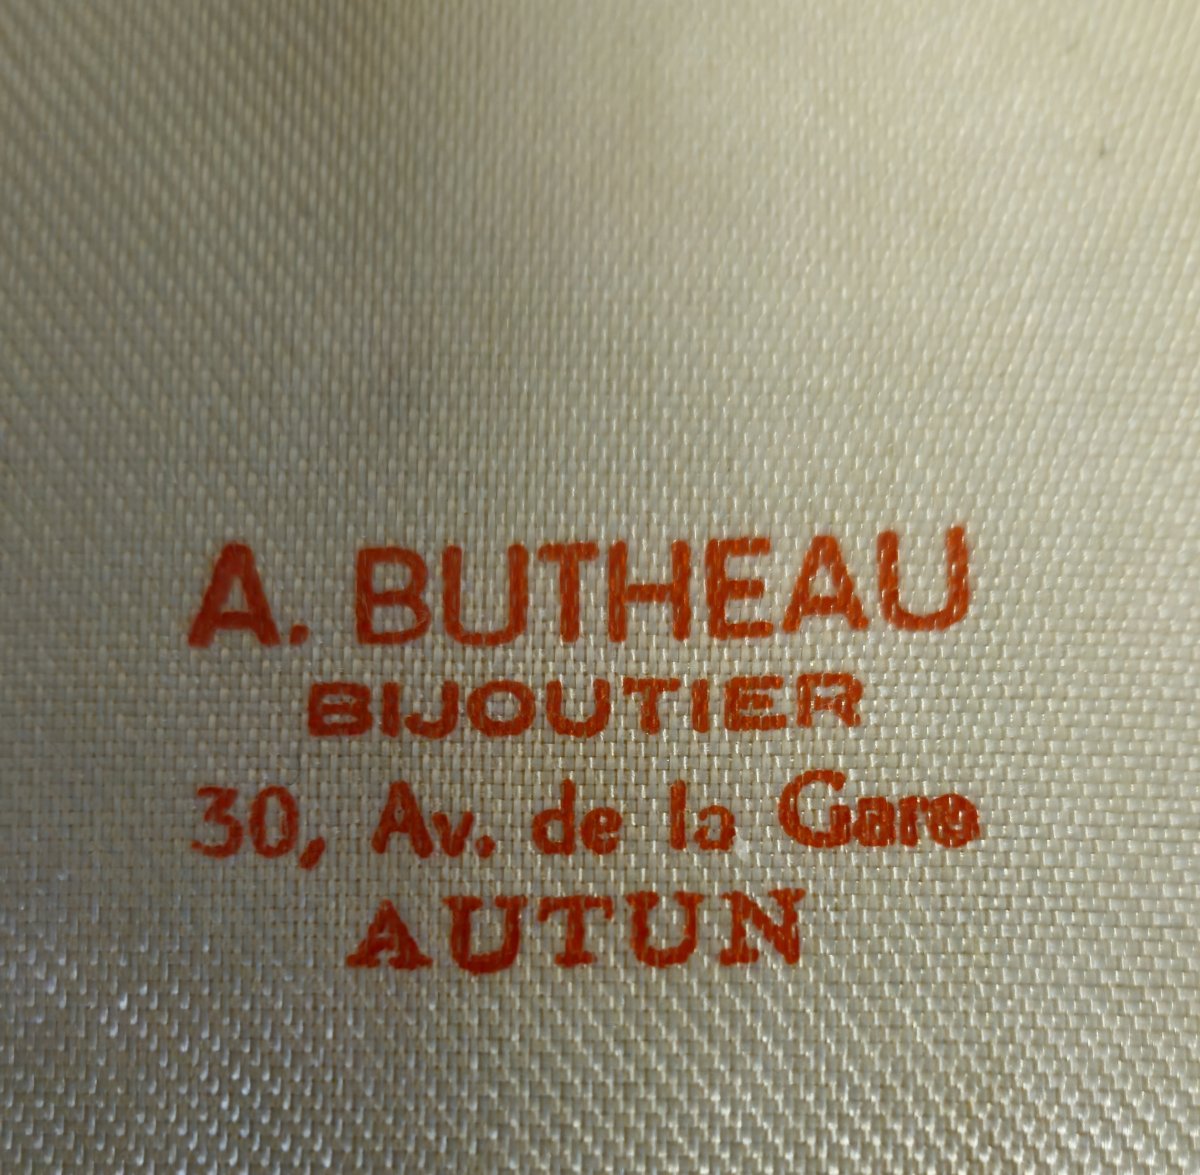 A. BUTHEAU
BIJOUTIER
30, Av. de la Gare
AUTUN